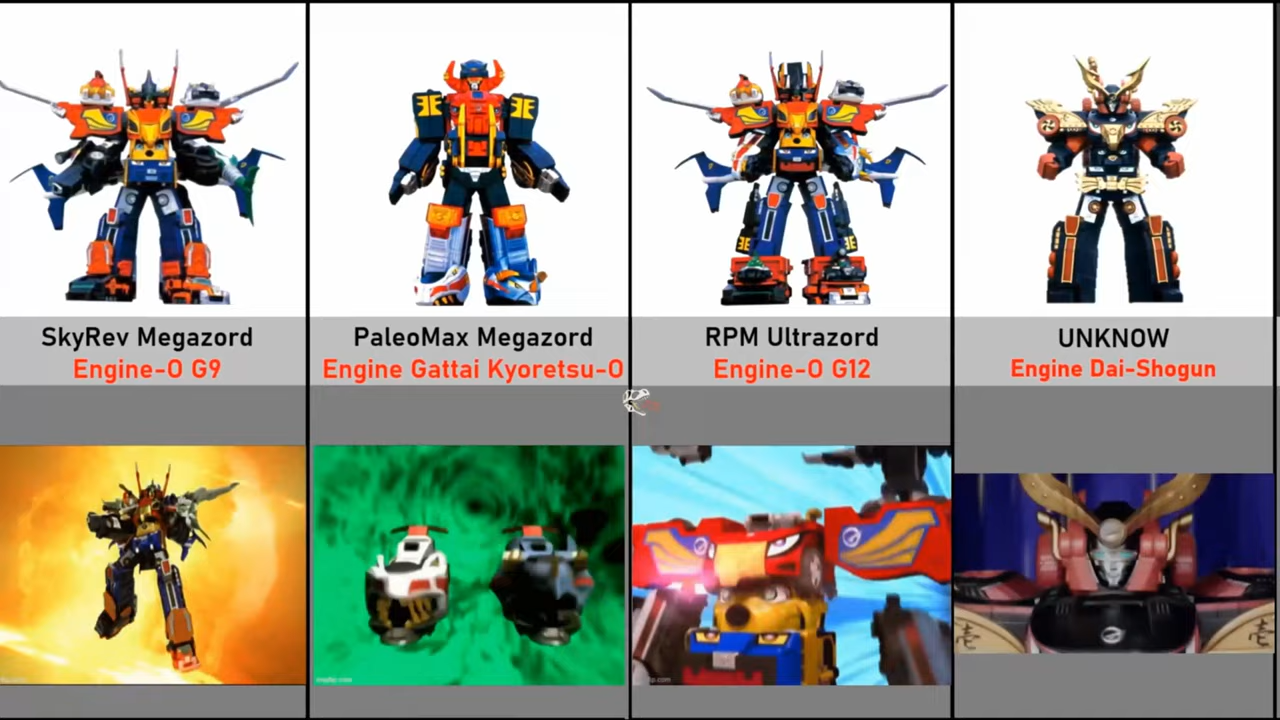 SkyRev Megazord
Engine-O G9
PaleoMax Megazord
Engine Gattai Kyoretsu-O
RPM Ultrazord
Engine-O G12
UNKNOW
Engine Dai-Shogun